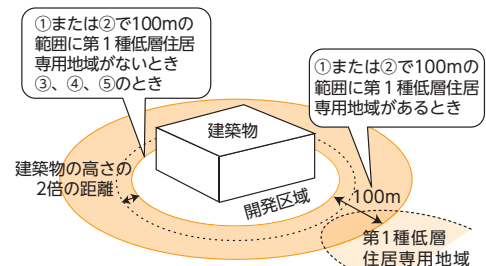 ①または②で100mの
範囲に第1種低層住居
専用地域がないとき
③、④、⑤のとき
①または②で100mの
範囲に第1種低層住居
専用地域があるとき
建築物
建築物の高さの
2倍の距離
開発区域
100m
第1種低層
住居専用地域